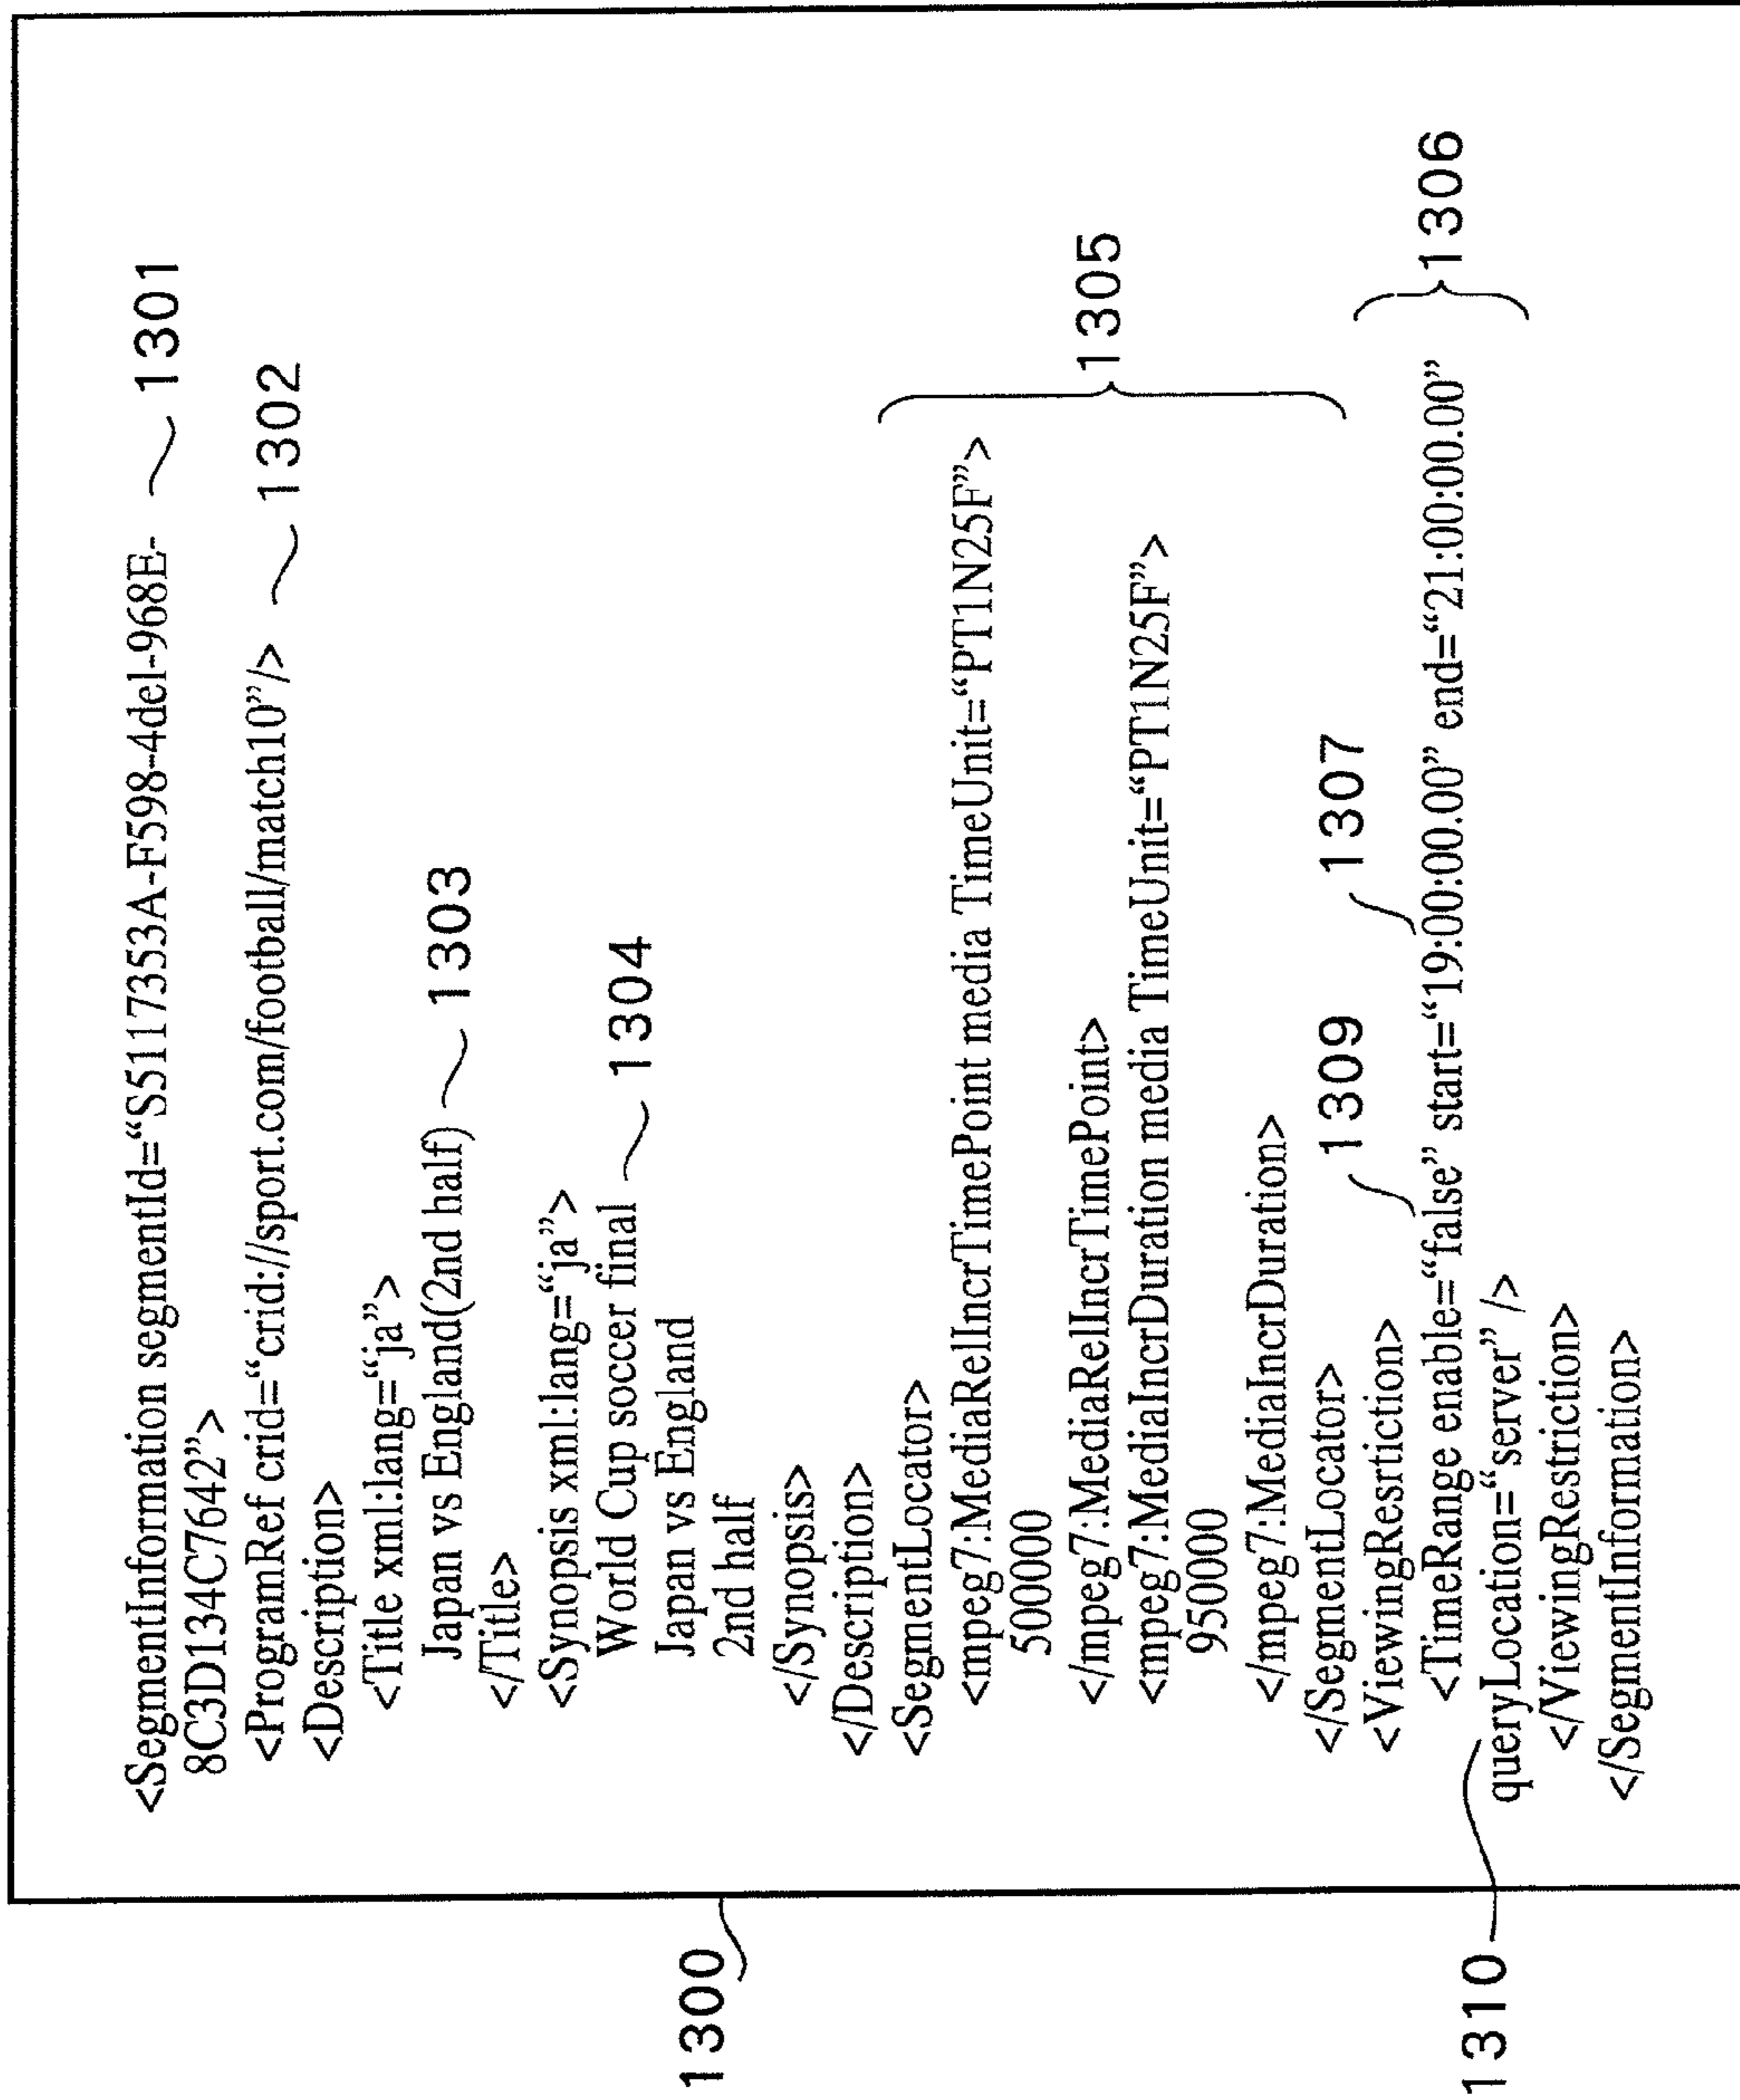 <SegmentInformation segmentId=“S5117353A-F598-4del-968E- 1301
8C3D134C7642”>
<ProgramRef crid=“crid://sport.com/football/match10”/> 1302
<Description>
<Title xml:lang=“ja”>
Japan vs England(2nd half) 1303
</Title>
<Synopsis xml:lang=“ja”>
World Cup soccer final 1304
Japan vs England
2nd half
</Synopsis>
</Description>
<SegmentLocator>
<mpeg7:MediaRelIncrTimePoint media TimeUnit=“PT1N25F”>
500000
</mpeg7:MediaRelIncrTimePoint>
1305
<mpeg7:MediaIncrDuration media TimeUnit=“PT1N25F”>
950000
</mpeg7:MediaIncrDuration>
</SegmentLocator>
1309 1307
<ViewingResrtiction>
<TimeRange enable=“false” start=“19:00:00.00” end=“21:00:00.00”
1306
queryLocation=“server” />
</ViewingRestriction>
</SegmentInformation>
1300
1310